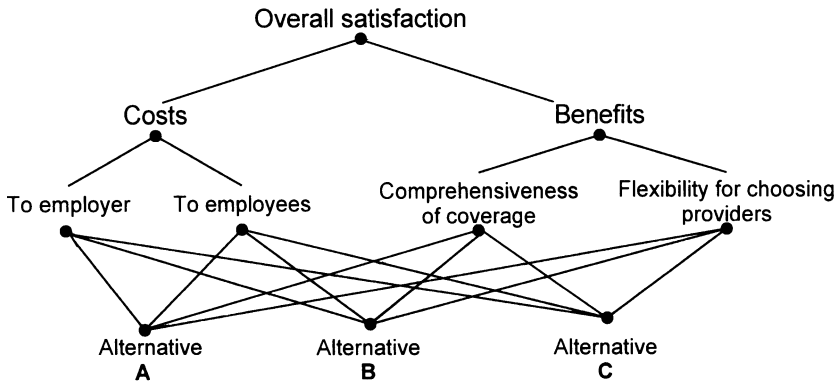 Overall satisfaction
Costs
Benefits
To employer
To employees
Comprehensiveness
of coverage
Flexibility for choosing
providers
Alternative
A
Alternative
B
Alternative
C